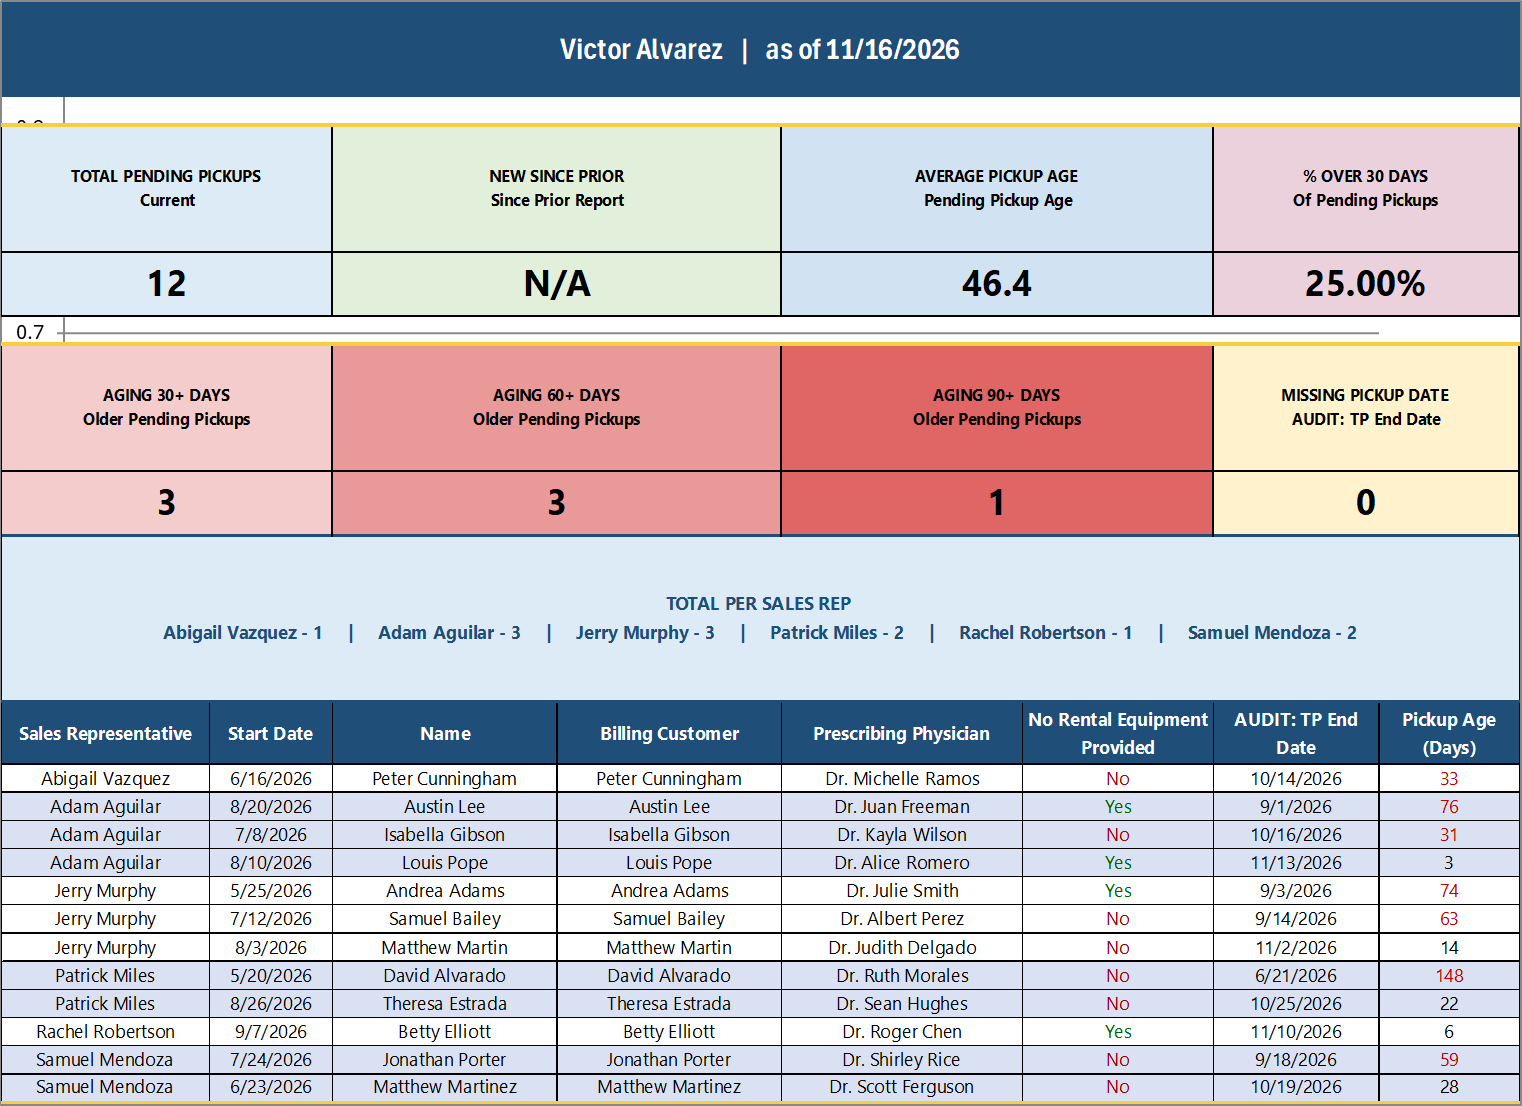 Victor Alvarez | as of 11/16/2026
TOTAL PENDING PICKUPS
Current
NEW SINCE PRIOR
Since Prior Report
AVERAGE PICKUP AGE
Pending Pickup Age
% OVER 30 DAYS
Of Pending Pickups
12
N/A
46.4
25.00%
0.7
AGING 30+ DAYS
Older Pending Pickups
AGING 60+ DAYS
Older Pending Pickups
AGING 90+ DAYS
Older Pending Pickups
MISSING PICKUP DATE
AUDIT: TP End Date
3
3
1
0
TOTAL PER SALES REP
Abigail Vazquez - 1 | Adam Aguilar - 3 | Jerry Murphy - 3 | Patrick Miles - 2 | Rachel Robertson - 1 | Samuel Mendoza - 2
Sales Representative Start Date Name Billing Customer Prescribing Physician No Rental Equipment Provided AUDIT: TP End Date Pickup Age (Days)
Abigail Vazquez 6/16/2026 Peter Cunningham Peter Cunningham Dr. Michelle Ramos No 10/14/2026 33
Adam Aguilar 8/20/2026 Austin Lee Austin Lee Dr. Juan Freeman Yes 9/1/2026 76
Adam Aguilar 7/8/2026 Isabella Gibson Isabella Gibson Dr. Kayla Wilson No 10/16/2026 31
Adam Aguilar 8/10/2026 Louis Pope Louis Pope Dr. Alice Romero Yes 11/13/2026 3
Jerry Murphy 5/25/2026 Andrea Adams Andrea Adams Dr. Julie Smith Yes 9/3/2026 74
Jerry Murphy 7/12/2026 Samuel Bailey Samuel Bailey Dr. Albert Perez No 9/14/2026 63
Jerry Murphy 8/3/2026 Matthew Martin Matthew Martin Dr. Judith Delgado No 11/2/2026 14
Patrick Miles 5/20/2026 David Alvarado David Alvarado Dr. Ruth Morales No 6/21/2026 148
Patrick Miles 8/26/2026 Theresa Estrada Theresa Estrada Dr. Sean Hughes No 10/25/2026 22
Rachel Robertson 9/7/2026 Betty Elliott Betty Elliott Dr. Roger Chen Yes 11/10/2026 6
Samuel Mendoza 7/24/2026 Jonathan Porter Jonathan Porter Dr. Shirley Rice No 9/18/2026 59
Samuel Mendoza 6/23/2026 Matthew Martinez Matthew Martinez Dr. Scott Ferguson No 10/19/2026 28